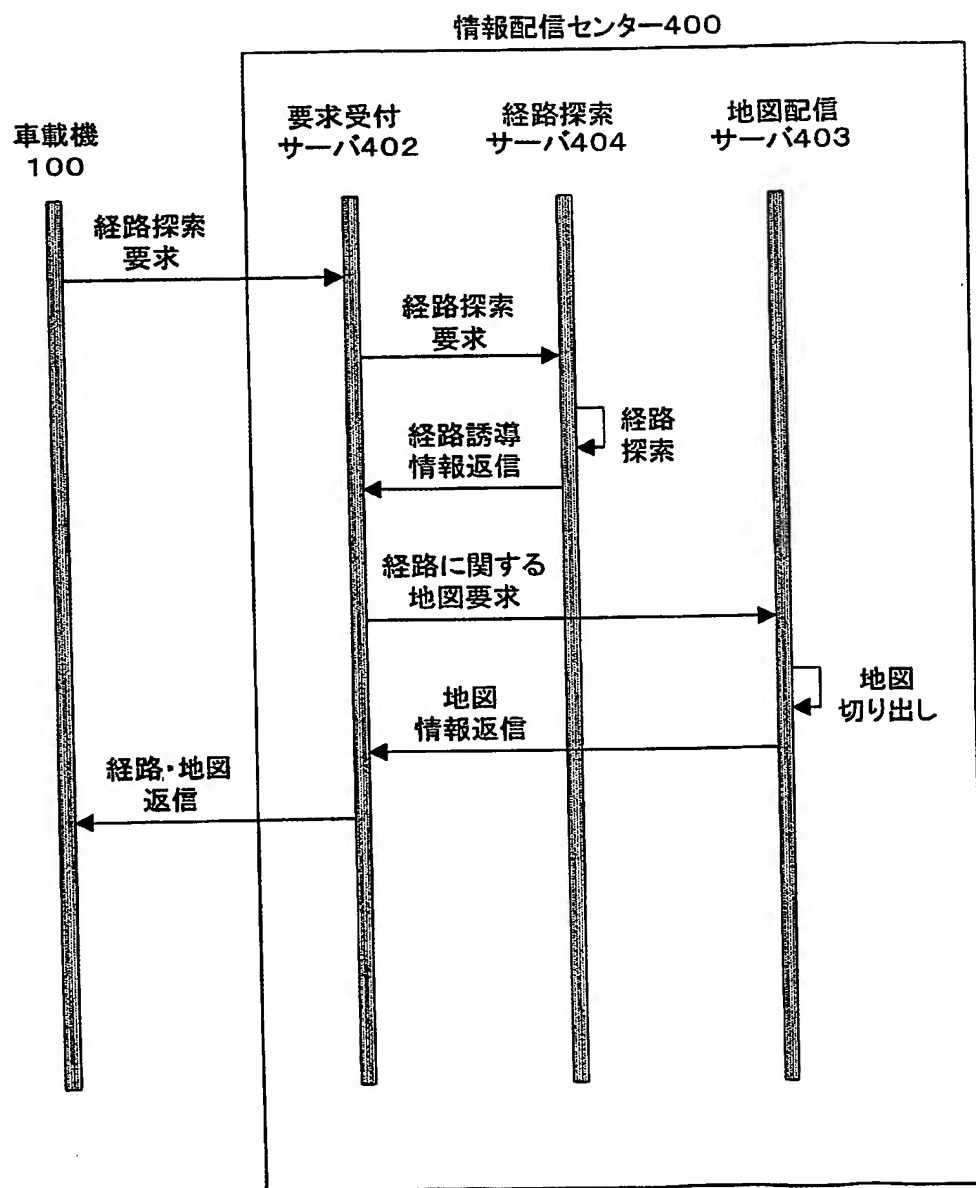 情報配信センター400
車載機
100
要求受付
サーバ402
経路探索
サーバ404
地図配信
サーバ403
経路探索
要求
経路探索
要求
経路
探索
経路誘導
情報返信
経路に関する
地図要求
地図
切り出し
地図
情報返信
経路・地図
返信